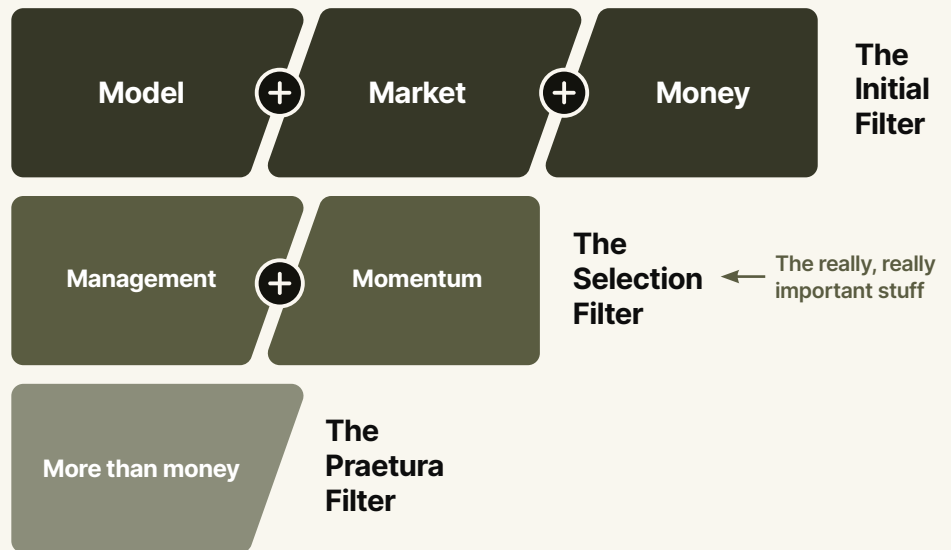 Model
Market
Money
The
Initial
Filter
Management
Momentum
The
Selection
Filter
The really, really
important stuff
More than money
The
Praetura
Filter